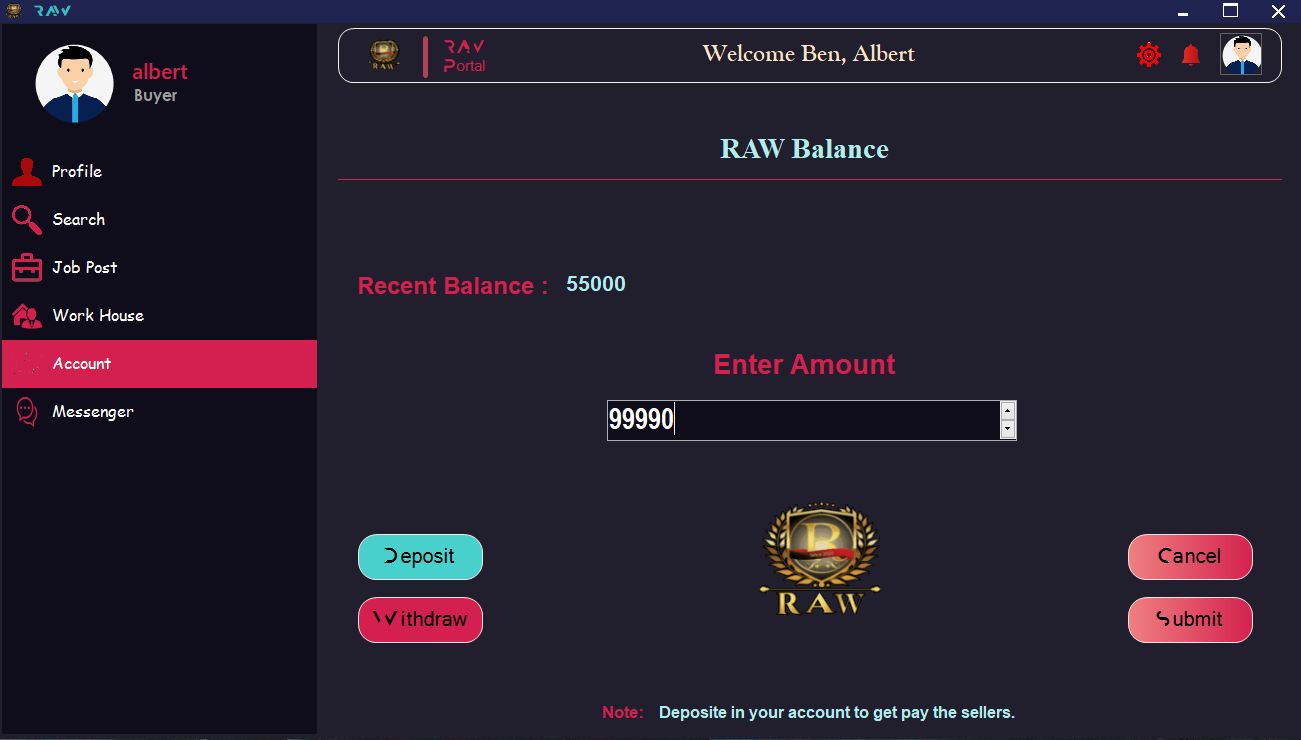 RAW
albert
Buyer
Profile
Search
Job Post
Work House
Account
Messenger
RAW
RAW
Portal
Welcome Ben, Albert
RAW Balance
Recent Balance : 55000
Enter Amount
99990
Deposit
Withdraw
R
RAW
Cancel
Submit
Note: Deposite in your account to get pay the sellers.